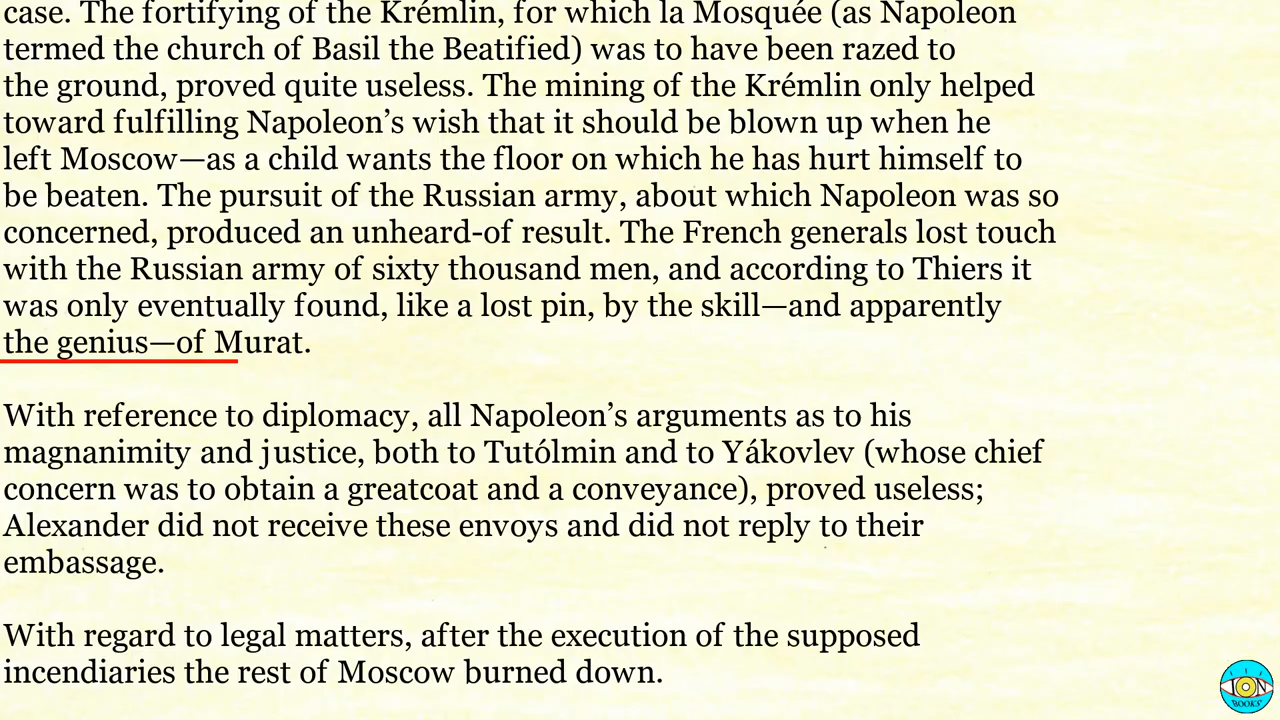 case. The fortifying of the Krémlin, for which la Mosquée (as Napoleon
termed the church of Basil the Beatified) was to have been razed to
the ground, proved quite useless. The mining of the Krémlin only helped
toward fulfilling Napoleon’s wish that it should be blown up when he
left Moscow—as a child wants the floor on which he has hurt himself to
be beaten. The pursuit of the Russian army, about which Napoleon was so
concerned, produced an unheard-of result. The French generals lost touch
with the Russian army of sixty thousand men, and according to Thiers it
was only eventually found, like a lost pin, by the skill—and apparently
the genius—of Murat.
With reference to diplomacy, all Napoleon’s arguments as to his
magnanimity and justice, both to Tutólmin and to Yákovlev (whose chief
concern was to obtain a greatcoat and a conveyance), proved useless;
Alexander did not receive these envoys and did not reply to their
embassage.
With regard to legal matters, after the execution of the supposed
incendiaries the rest of Moscow burned down.
ION
BOOKS